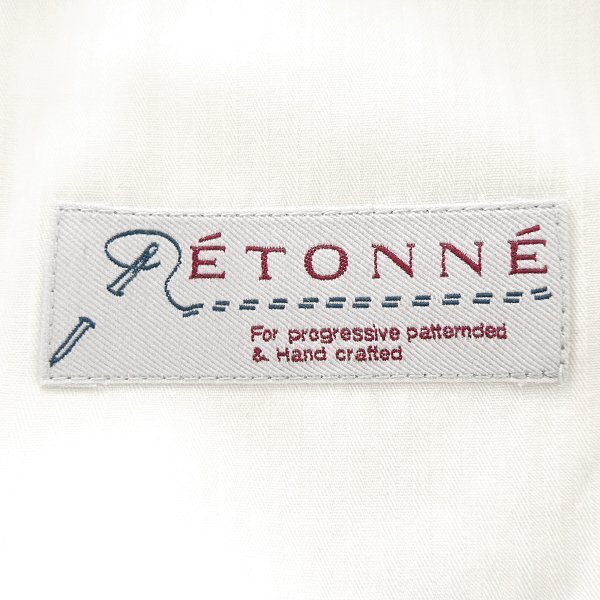 RÉTONNÉ
For progressive patternded
& Hand crafted